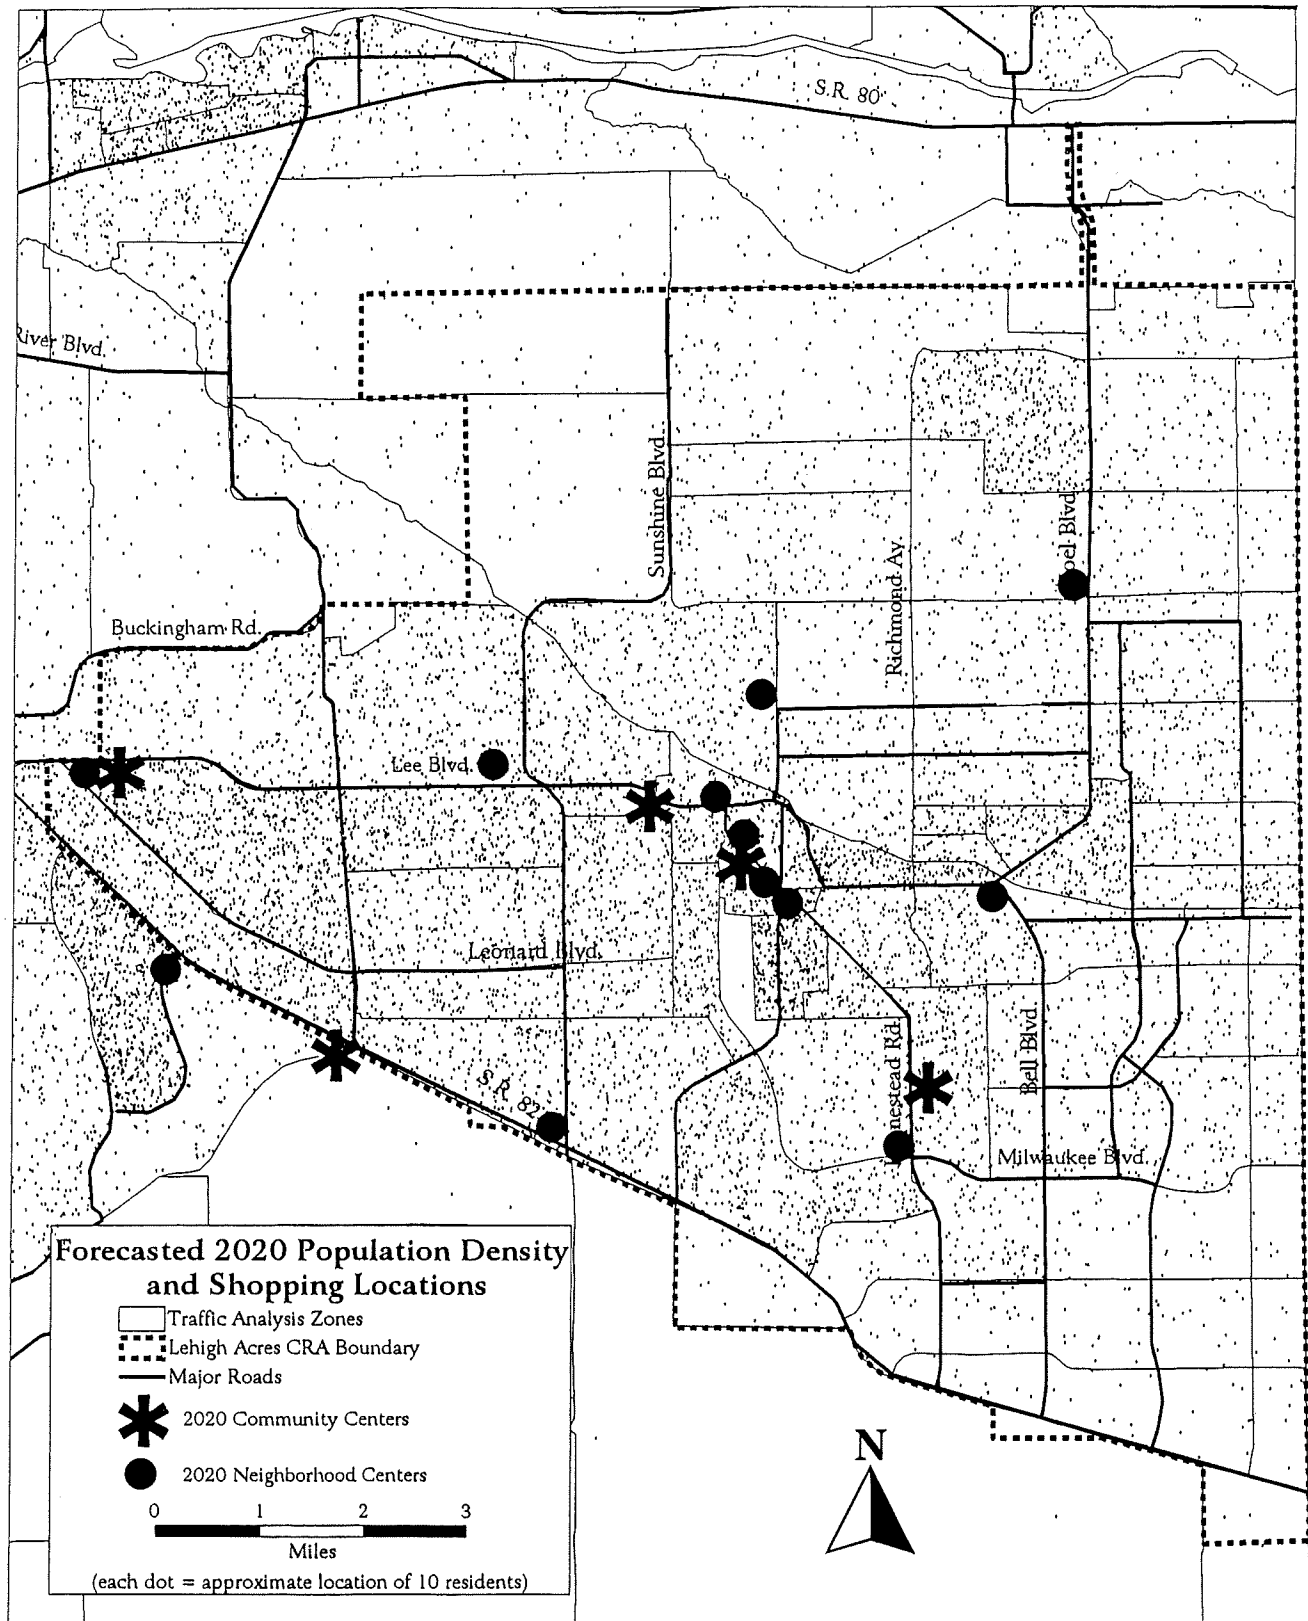 S.R. 80
River Blvd.
Sunshine Blvd.
Richmond Av.
oel Blvd.
Buckingham Rd.
Lee Blvd.
Leonard Blvd.
S.R. 82
mestead Rd.
Bell Blvd.
Milwaukee Blvd.
Forecasted 2020 Population Density
and Shopping Locations
Traffic Analysis Zones
Lehigh Acres CRA Boundary
Major Roads
2020 Community Centers
2020 Neighborhood Centers
0 1 2 3
Miles
(each dot = approximate location of 10 residents)
N